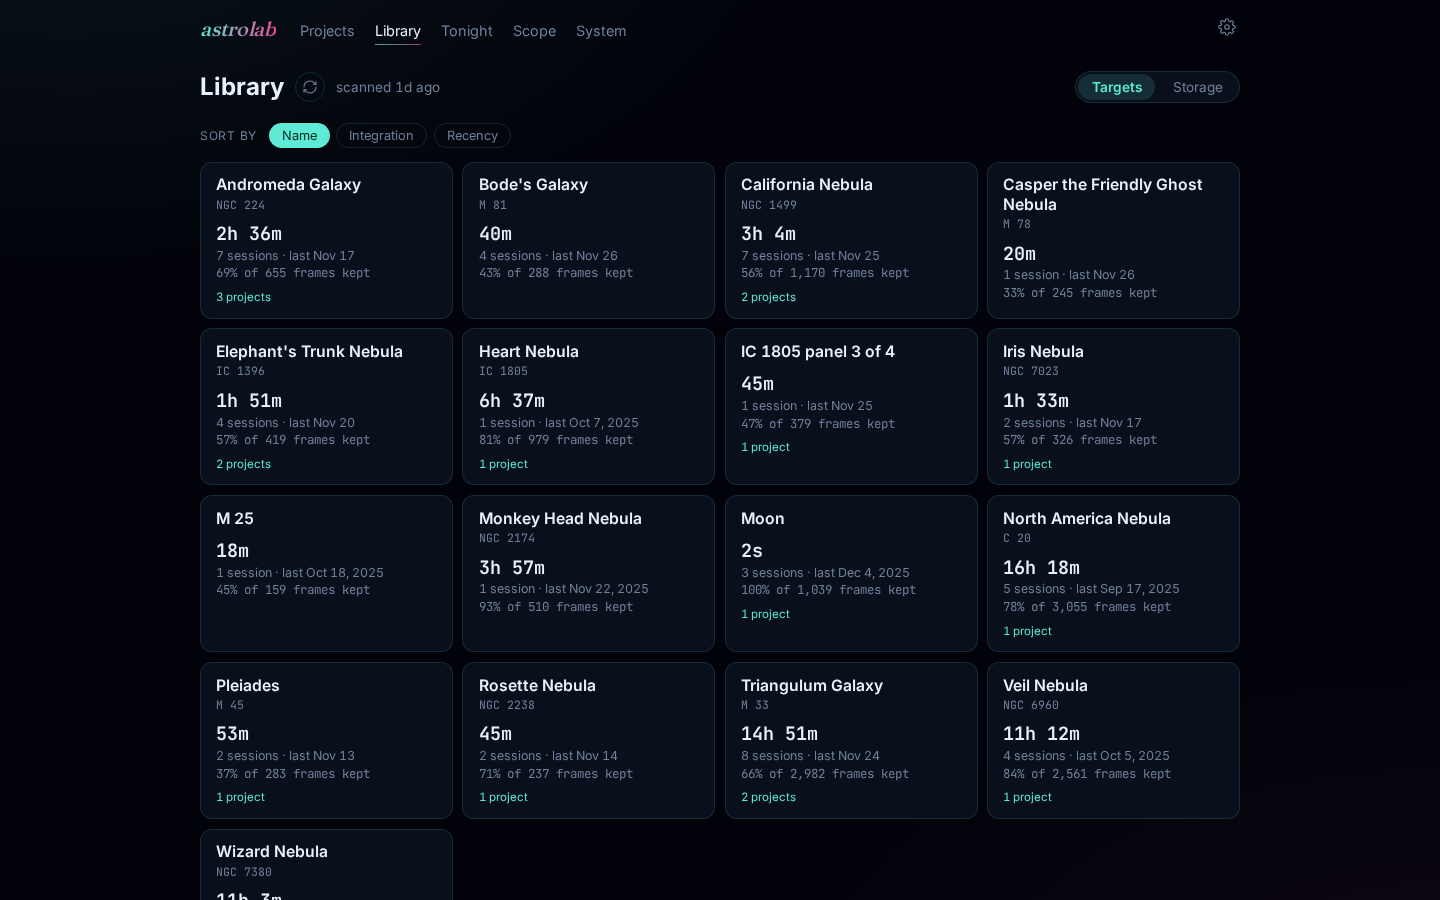 astrolab Projects Library Tonight Scope System
Library scanned 1d ago Targets Storage
SORT BY Name Integration Recency
Andromeda Galaxy
NGC 224
2h 36m
7 sessions · last Nov 17
69% of 655 frames kept
3 projects
Bode's Galaxy
M 81
40m
4 sessions · last Nov 26
43% of 288 frames kept
California Nebula
NGC 1499
3h 4m
7 sessions · last Nov 25
56% of 1,170 frames kept
2 projects
Casper the Friendly Ghost
Nebula
M 78
20m
1 session · last Nov 26
33% of 245 frames kept
Elephant's Trunk Nebula
IC 1396
1h 51m
4 sessions · last Nov 20
57% of 419 frames kept
2 projects
Heart Nebula
IC 1805
6h 37m
1 session · last Oct 7, 2025
81% of 979 frames kept
1 project
IC 1805 panel 3 of 4
45m
1 session · last Nov 25
47% of 379 frames kept
1 project
Iris Nebula
NGC 7023
1h 33m
2 sessions · last Nov 17
57% of 326 frames kept
1 project
M 25
18m
1 session · last Oct 18, 2025
45% of 159 frames kept
Monkey Head Nebula
NGC 2174
3h 57m
1 session · last Nov 22, 2025
93% of 510 frames kept
Moon
2s
3 sessions · last Dec 4, 2025
100% of 1,039 frames kept
1 project
North America Nebula
C 20
16h 18m
5 sessions · last Sep 17, 2025
78% of 3,055 frames kept
1 project
Pleiades
M 45
53m
2 sessions · last Nov 13
37% of 283 frames kept
1 project
Rosette Nebula
NGC 2238
45m
2 sessions · last Nov 14
71% of 237 frames kept
1 project
Triangulum Galaxy
M 33
14h 51m
8 sessions · last Nov 24
66% of 2,982 frames kept
2 projects
Veil Nebula
NGC 6960
11h 12m
4 sessions · last Oct 5, 2025
84% of 2,561 frames kept
1 project
Wizard Nebula
NGC 7380
11h 3m